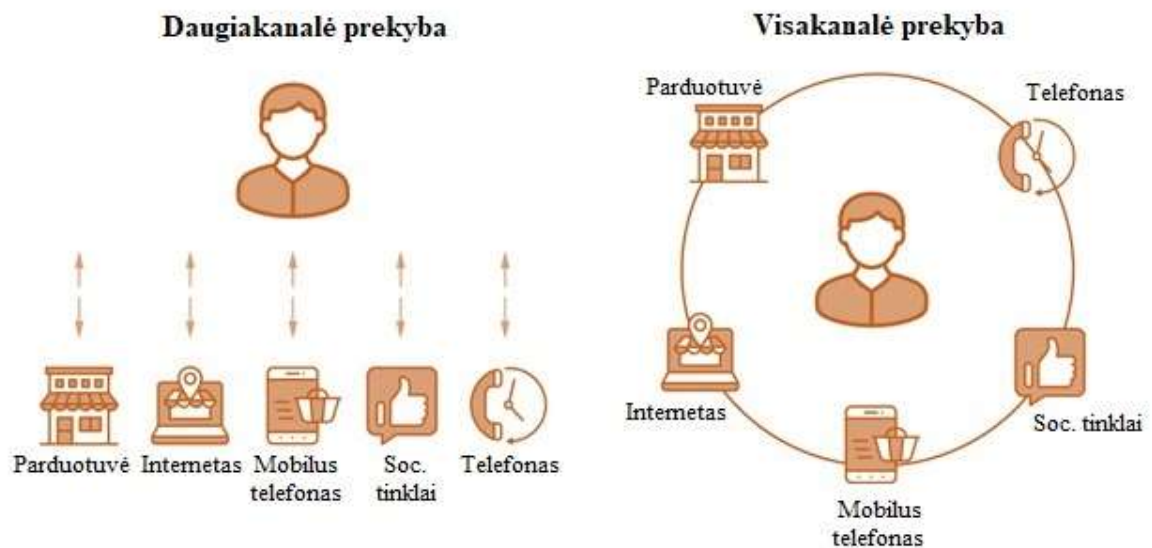 Daugiakanalė prekyba
Parduotuvė
Internetas
Mobilus
telefonas
Soc.
tinklai
Telefonas
Visakanalė prekyba
Parduotuvė
Telefonas
Internetas
Soc. tinklai
Mobilus
telefonas